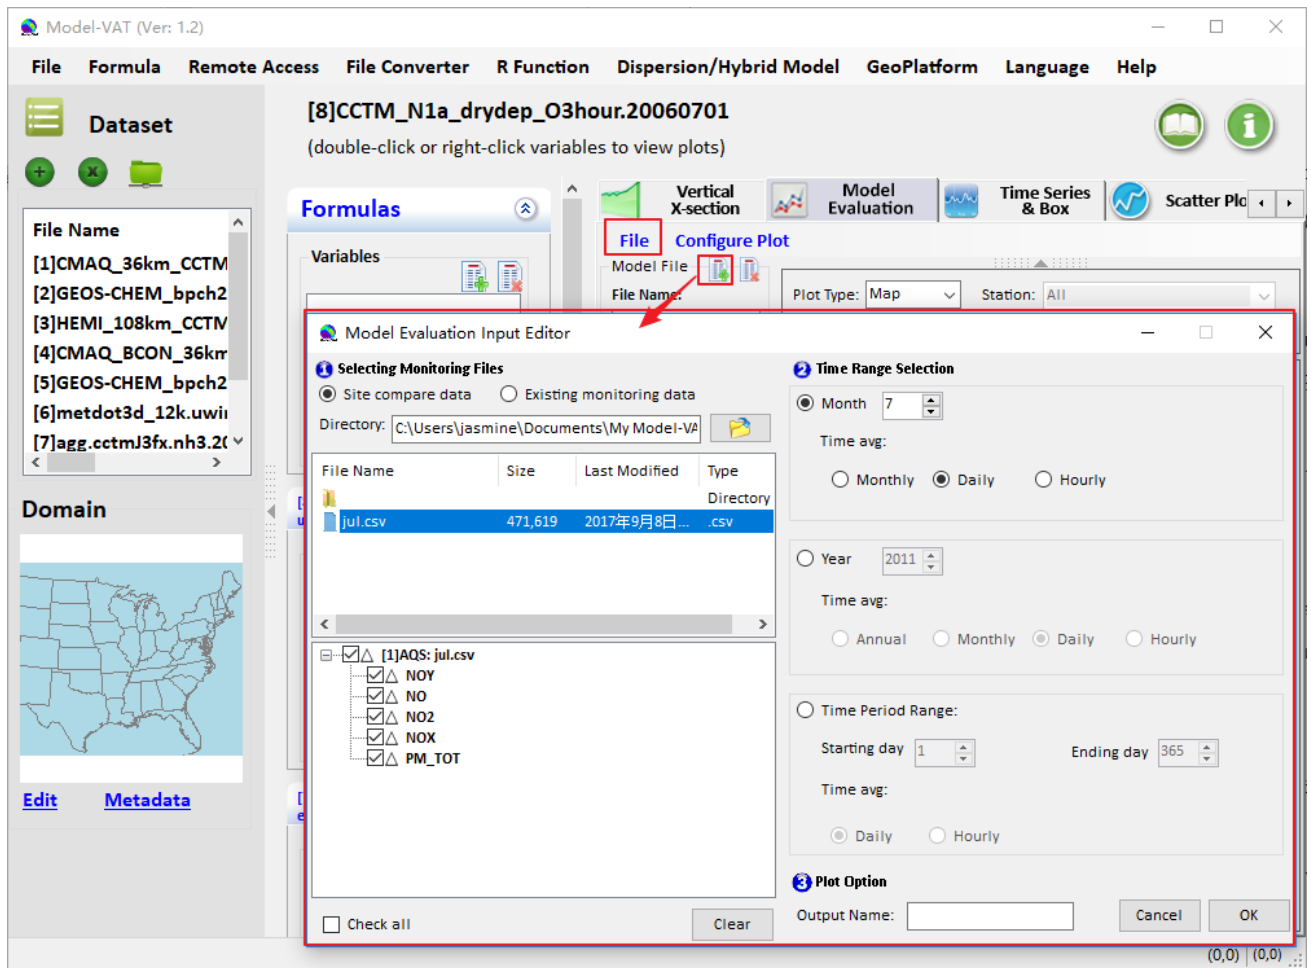 Model-VAT (Ver: 1.2)
File Formula Remote Access File Converter R Function Dispersion/Hybrid Model GeoPlatform Language Help
Dataset
[8]CCTM_N1a_drydep_O3hour.20060701
(double-click or right-click variables to view plots)
File Name
[1]CMAQ_36km_CCTM
[2]GEOS-CHEM_bpch2
[3]HEMI_108km_CCTM
[4]CMAQ_BCON_36km
[5]GEOS-CHEM_bpch2
[6]metdot3d_12k.uwin
[7]agg.cctmJ3fx.nh3.20
Domain
Edit Metadata
Formulas
Variables
Vertical
X-section
Model
Evaluation
Time Series
& Box
Scatter Plo
File Configure Plot
Model File
File Name:
Plot Type: Map Station: All
Model Evaluation Input Editor
1 Selecting Monitoring Files
Site compare data Existing monitoring data
Directory: C:\Users\jasmine\Documents\My Model-VA
File Name Size Last Modified Type
Directory
jul.csv 471,619 2017年9月8日... .csv
[1]AQS: jul.csv
NOY
NO
NO2
NOX
PM_TOT
Check all Clear
2 Time Range Selection
Month 7
Time avg:
Monthly Daily Hourly
Year 2011
Time avg:
Annual Monthly Daily Hourly
Time Period Range:
Starting day 1 Ending day 365
Time avg:
Daily Hourly
3 Plot Option
Output Name: Cancel OK
(0,0) (0,0)